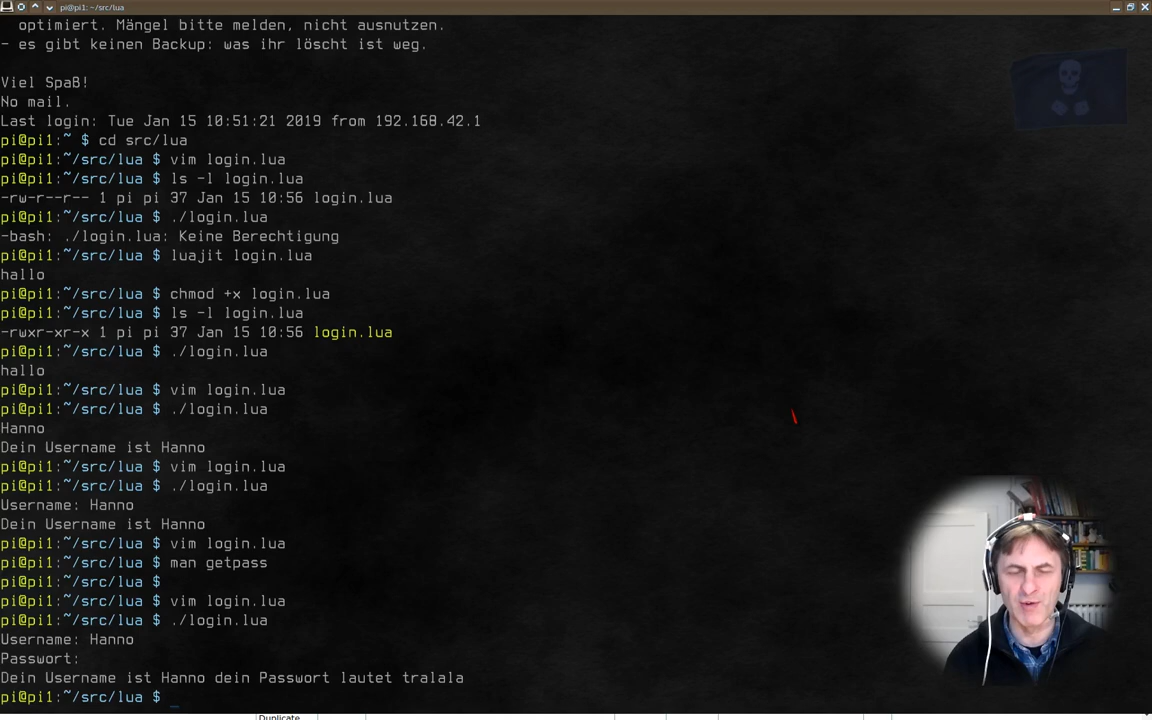 pi@pi1: ~/src/lua
optimiert. Mängel bitte melden, nicht ausnutzen.
- es gibt keinen Backup: was ihr löscht ist weg.
Viel Spaß!
No mail.
Last login: Tue Jan 15 10:51:21 2019 from 192.168.42.1
pi@pi1:~ $ cd src/lua
pi@pi1:~/src/lua $ vim login.lua
pi@pi1:~/src/lua $ ls -l login.lua
-rw-r--r-- 1 pi pi 37 Jan 15 10:56 login.lua
pi@pi1:~/src/lua $ ./login.lua
-bash: ./login.lua: Keine Berechtigung
pi@pi1:~/src/lua $ luajit login.lua
hallo
pi@pi1:~/src/lua $ chmod +x login.lua
pi@pi1:~/src/lua $ ls -l login.lua
-rwxr-xr-x 1 pi pi 37 Jan 15 10:56 login.lua
pi@pi1:~/src/lua $ ./login.lua
hallo
pi@pi1:~/src/lua $ vim login.lua
pi@pi1:~/src/lua $ ./login.lua
Hanno
Dein Username ist Hanno
pi@pi1:~/src/lua $ vim login.lua
pi@pi1:~/src/lua $ ./login.lua
Username: Hanno
Dein Username ist Hanno
pi@pi1:~/src/lua $ vim login.lua
pi@pi1:~/src/lua $ man getpass
pi@pi1:~/src/lua $
pi@pi1:~/src/lua $ vim login.lua
pi@pi1:~/src/lua $ ./login.lua
Username: Hanno
Passwort:
Dein Username ist Hanno dein Passwort lautet tralala
pi@pi1:~/src/lua $ _
Duplicate